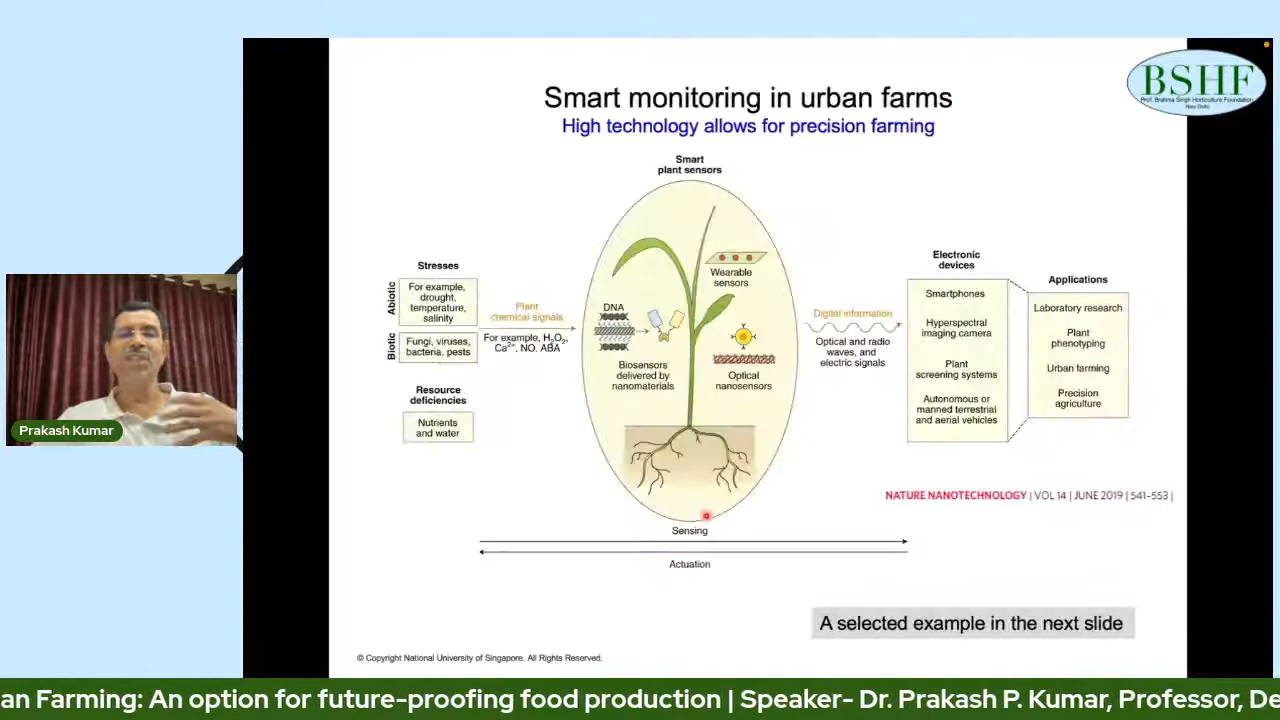 BSHF
Prof. Brahma Singh Horticulture Foundation
New Delhi
Smart monitoring in urban farms
High technology allows for precision farming
Smart
plant sensors
Stresses
Abiotic
For example,
drought,
temperature,
salinity
Biotic
Fungi, viruses,
bacteria, pests
Resource
deficiencies
Nutrients
and water
Plant
chemical signals
For example, H₂O₂,
Ca²⁺, NO, ABA
DNA
Biosensors
delivered by
nanomaterials
Wearable
sensors
Optical
nanosensors
Digital information
Optical and radio
waves, and
electric signals
Electronic
devices
Smartphones
Hyperspectral
imaging camera
Plant
screening systems
Autonomous or
manned terrestrial
and aerial vehicles
Applications
Laboratory research
Plant
phenotyping
Urban farming
Precision
agriculture
NATURE NANOTECHNOLOGY | VOL 14 | JUNE 2019 | 541–553 |
Sensing
Actuation
A selected example in the next slide
© Copyright National University of Singapore. All Rights Reserved.
Prakash Kumar
an Farming: An option for future-proofing food production | Speaker- Dr. Prakash P. Kumar, Professor, De